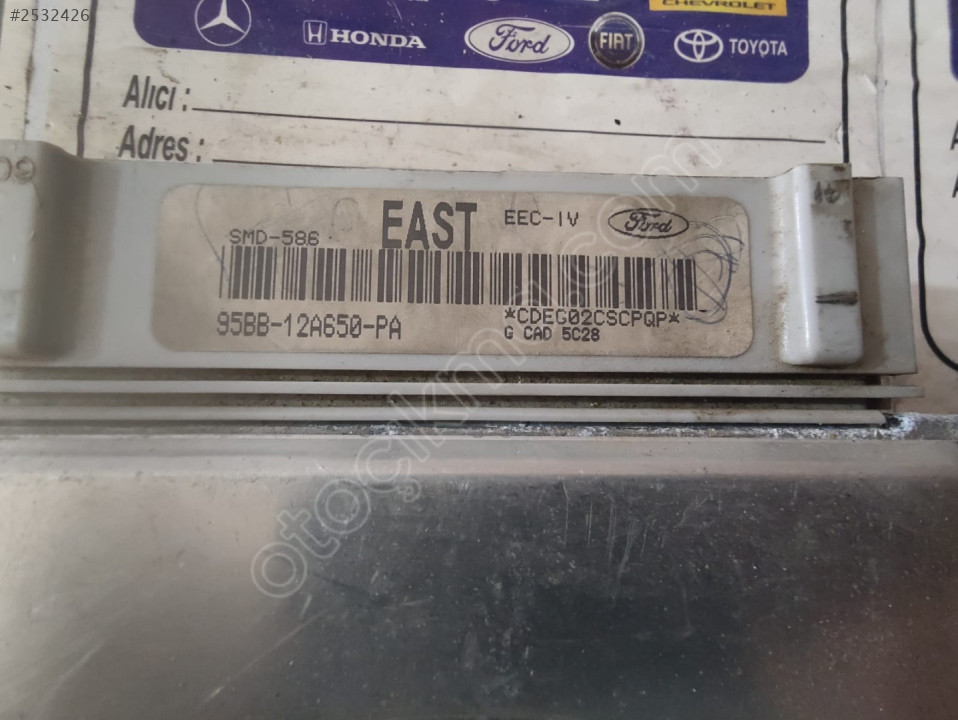 #2532426
CHEVROLET
HONDA
Ford
FIAT
TOYOTA
Alıcı :
Adres :
09
SMD-586
EAST
EEC-IV
Ford
95BB-12A650-PA
*CDEG02CSCPQP*
G CAD 5C28
otoçıkma.com